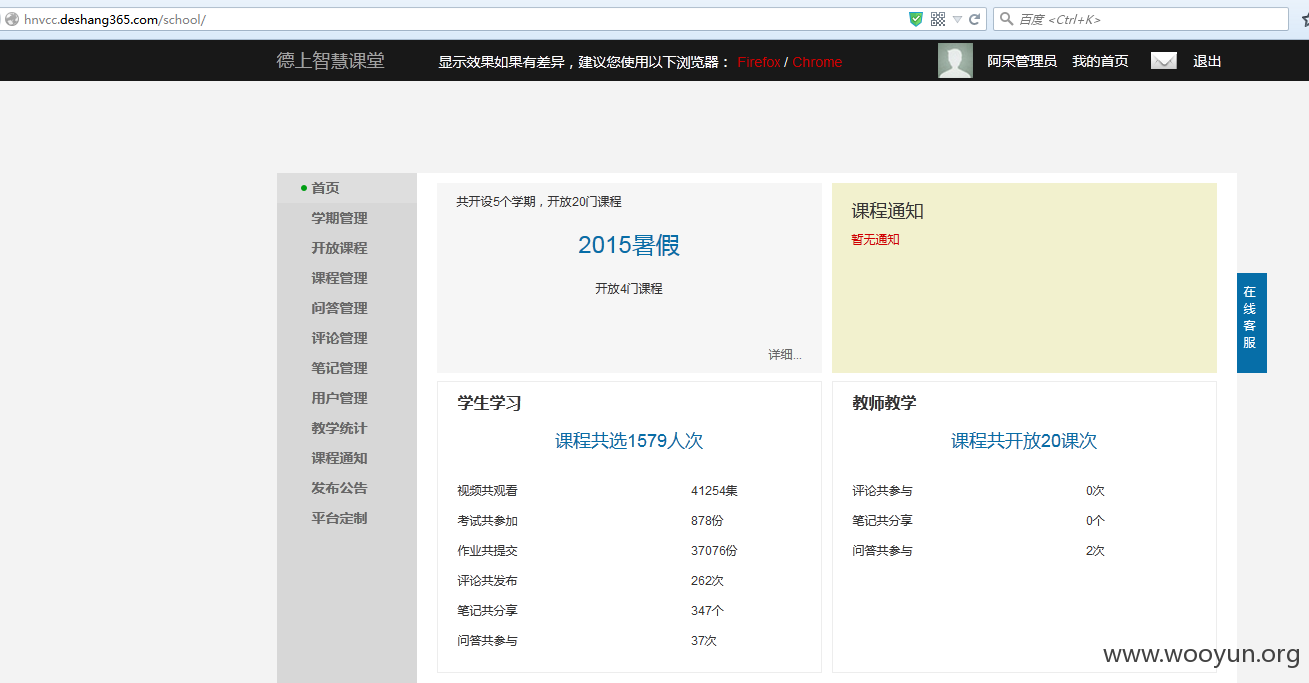 hnvcc.deshang365.com/school/
百度 <Ctrl+K>
德上智慧课堂
显示效果如果有差异，建议您使用以下浏览器： Firefox / Chrome
阿呆管理员 我的首页 退出
首页
学期管理
开放课程
课程管理
问答管理
评论管理
笔记管理
用户管理
教学统计
课程通知
发布公告
平台定制
共开设5个学期，开放20门课程
2015暑假
开放4门课程
详细...
课程通知
暂无通知
在线客服
学生学习
课程共选1579人次
视频共观看 41254集
考试共参加 878份
作业共提交 37076份
评论共发布 262次
笔记共分享 347个
问答共参与 37次
教师教学
课程共开放20课次
评论共参与 0次
笔记共分享 0个
问答共参与 2次
www.wooyun.org